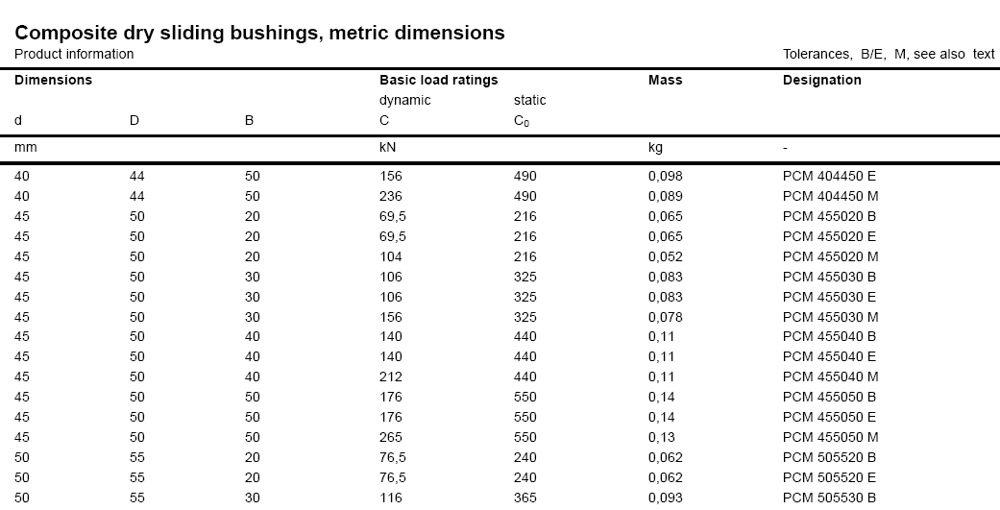 Composite dry sliding bushings, metric dimensions
Product information Tolerances, B/E, M, see also text
Dimensions Basic load ratings Mass Designation
dynamic static
d D B C C0
mm kN kg -
40 44 50 156 490 0,098 PCM 404450 E
40 44 50 236 490 0,089 PCM 404450 M
45 50 20 69,5 216 0,065 PCM 455020 B
45 50 20 69,5 216 0,065 PCM 455020 E
45 50 20 104 216 0,052 PCM 455020 M
45 50 30 106 325 0,083 PCM 455030 B
45 50 30 106 325 0,083 PCM 455030 E
45 50 30 156 325 0,078 PCM 455030 M
45 50 40 140 440 0,11 PCM 455040 B
45 50 40 140 440 0,11 PCM 455040 E
45 50 40 212 440 0,11 PCM 455040 M
45 50 50 176 550 0,14 PCM 455050 B
45 50 50 176 550 0,14 PCM 455050 E
45 50 50 265 550 0,13 PCM 455050 M
50 55 20 76,5 240 0,062 PCM 505520 B
50 55 20 76,5 240 0,062 PCM 505520 E
50 55 30 116 365 0,093 PCM 505530 B